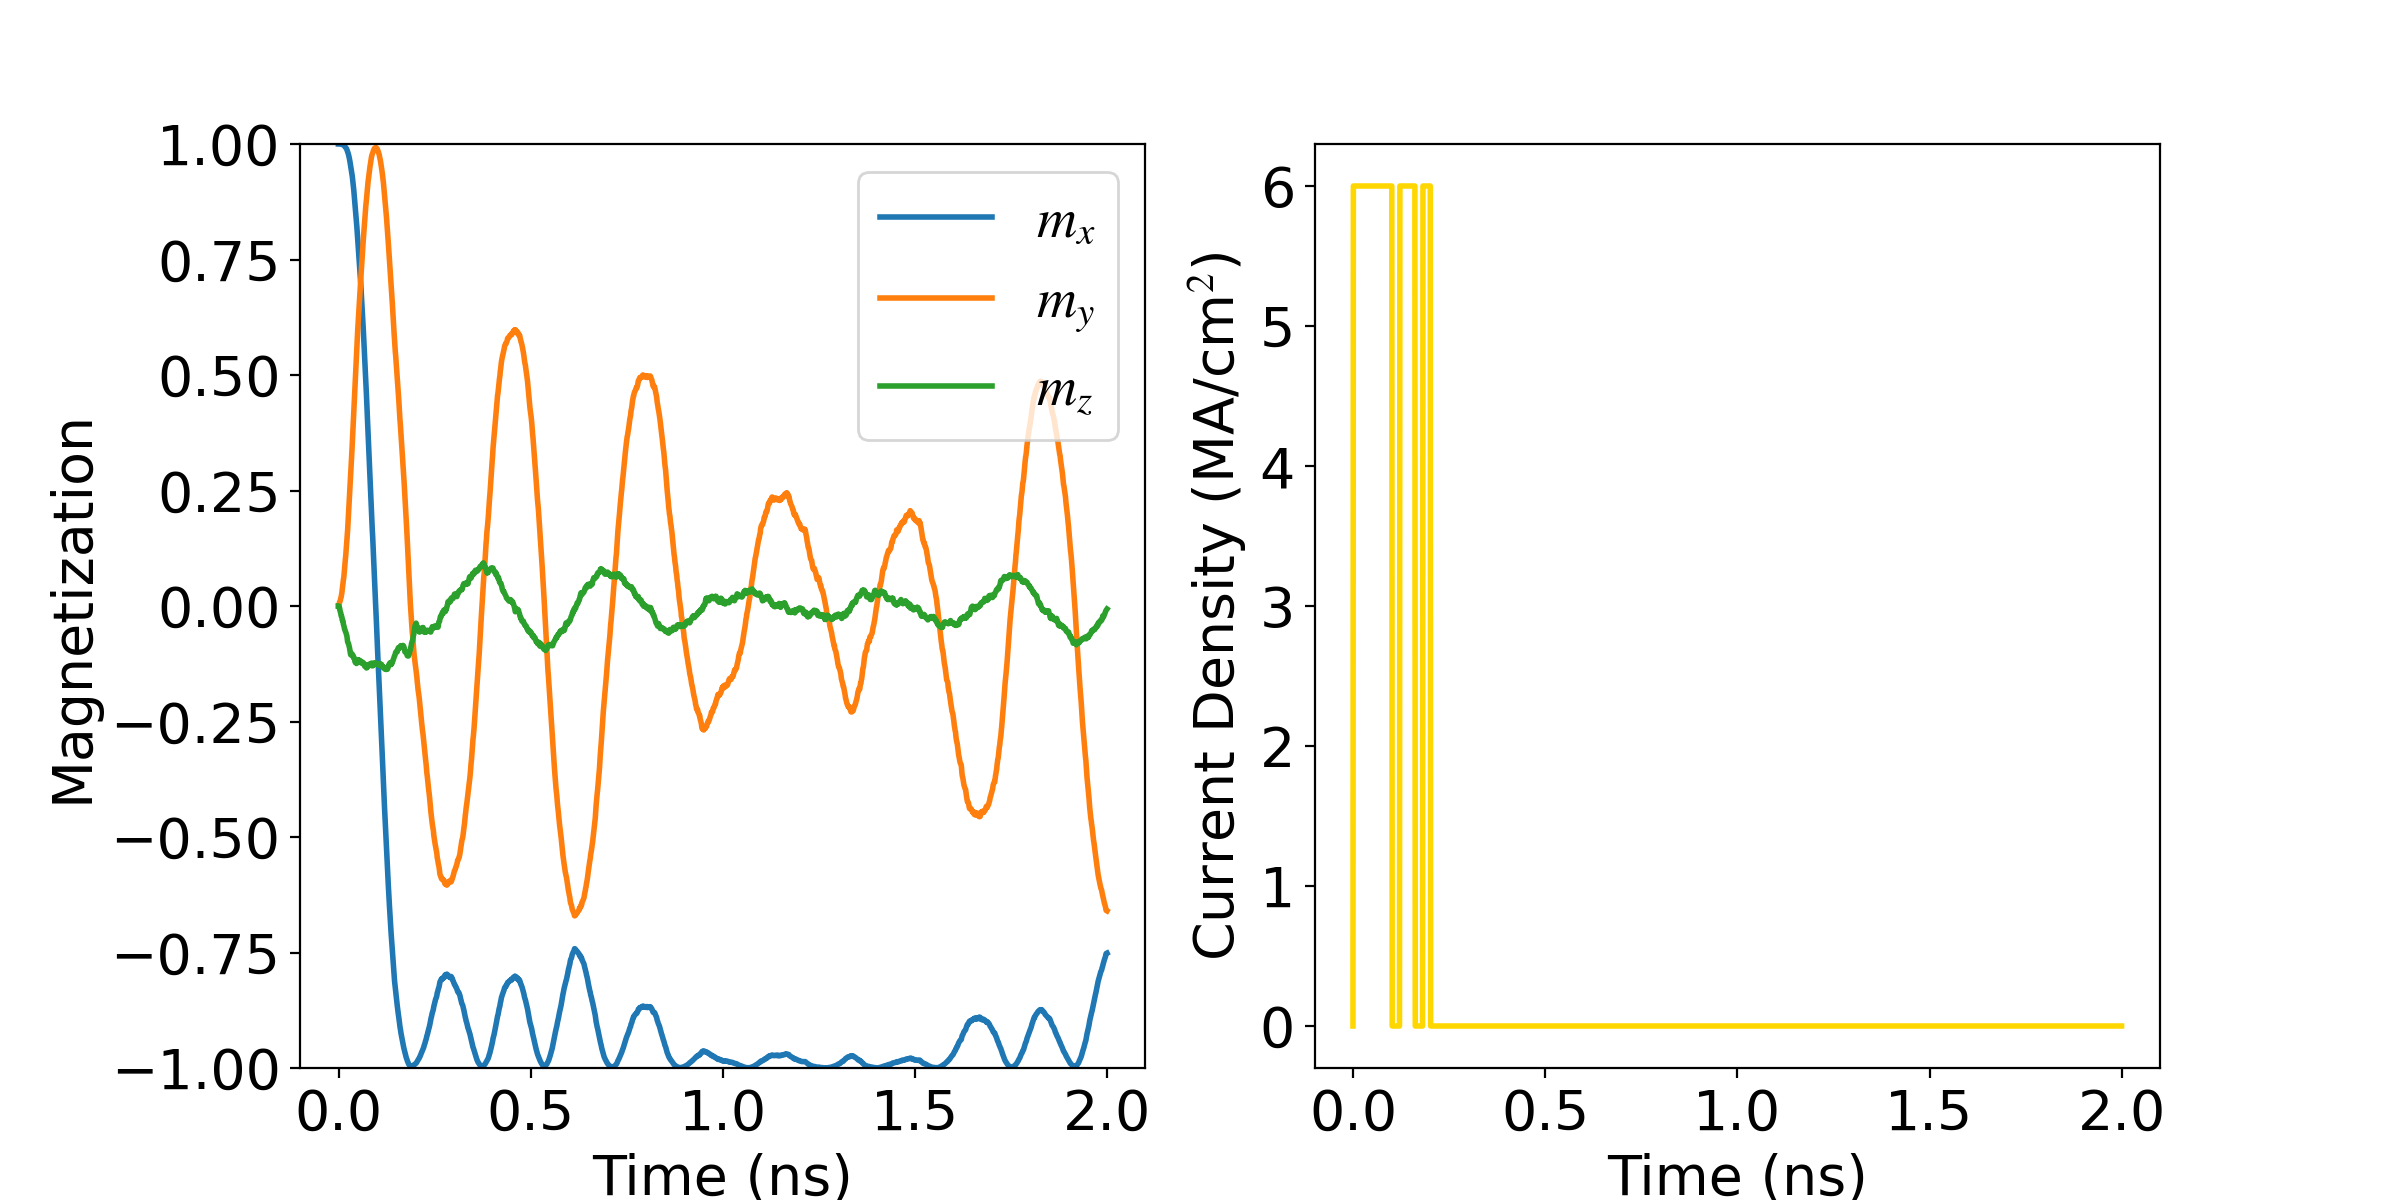 1.00
0.75
0.50
0.25
0.00
−0.25
−0.50
−0.75
−1.00
Magnetization
0.0 0.5 1.0 1.5 2.0
Time (ns)
m_x
m_y
m_z
6
5
4
3
2
1
0
Current Density (MA/cm²)
0.0 0.5 1.0 1.5 2.0
Time (ns)